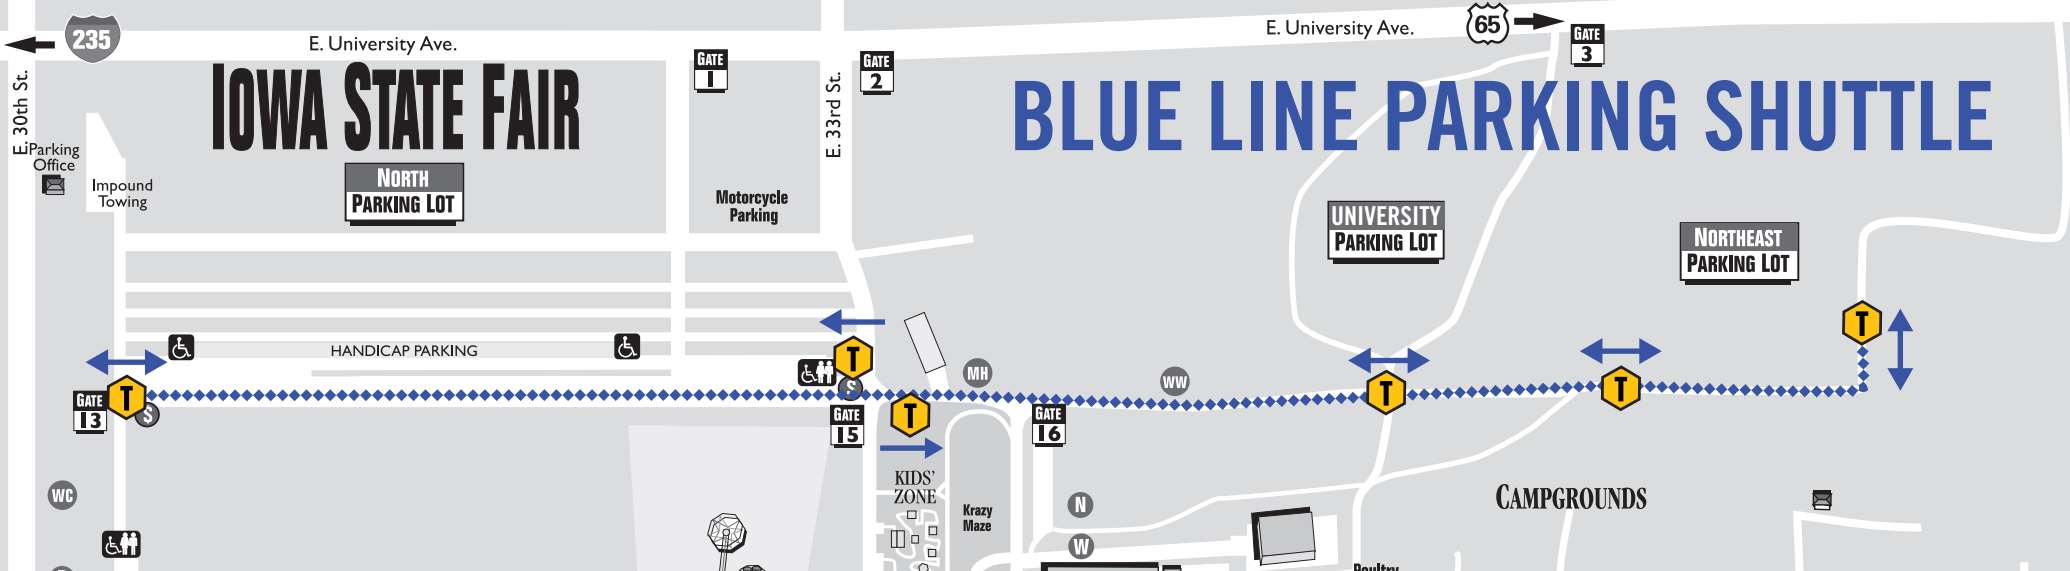 235
E. University Ave.
E. University Ave.
65
GATE
1
GATE
2
GATE
3
E. 30th St.
E. 33rd St.
IOWA STATE FAIR
BLUE LINE PARKING SHUTTLE
Parking
Office
Impound
Towing
NORTH
PARKING LOT
Motorcycle
Parking
UNIVERSITY
PARKING LOT
NORTHEAST
PARKING LOT
T
HANDICAP PARKING
T
S
MH
WW
T
T
T
S
T
GATE
13
GATE
15
GATE
16
KIDS'
ZONE
Krazy
Maze
WC
N
W
CAMPGROUNDS
Poultry